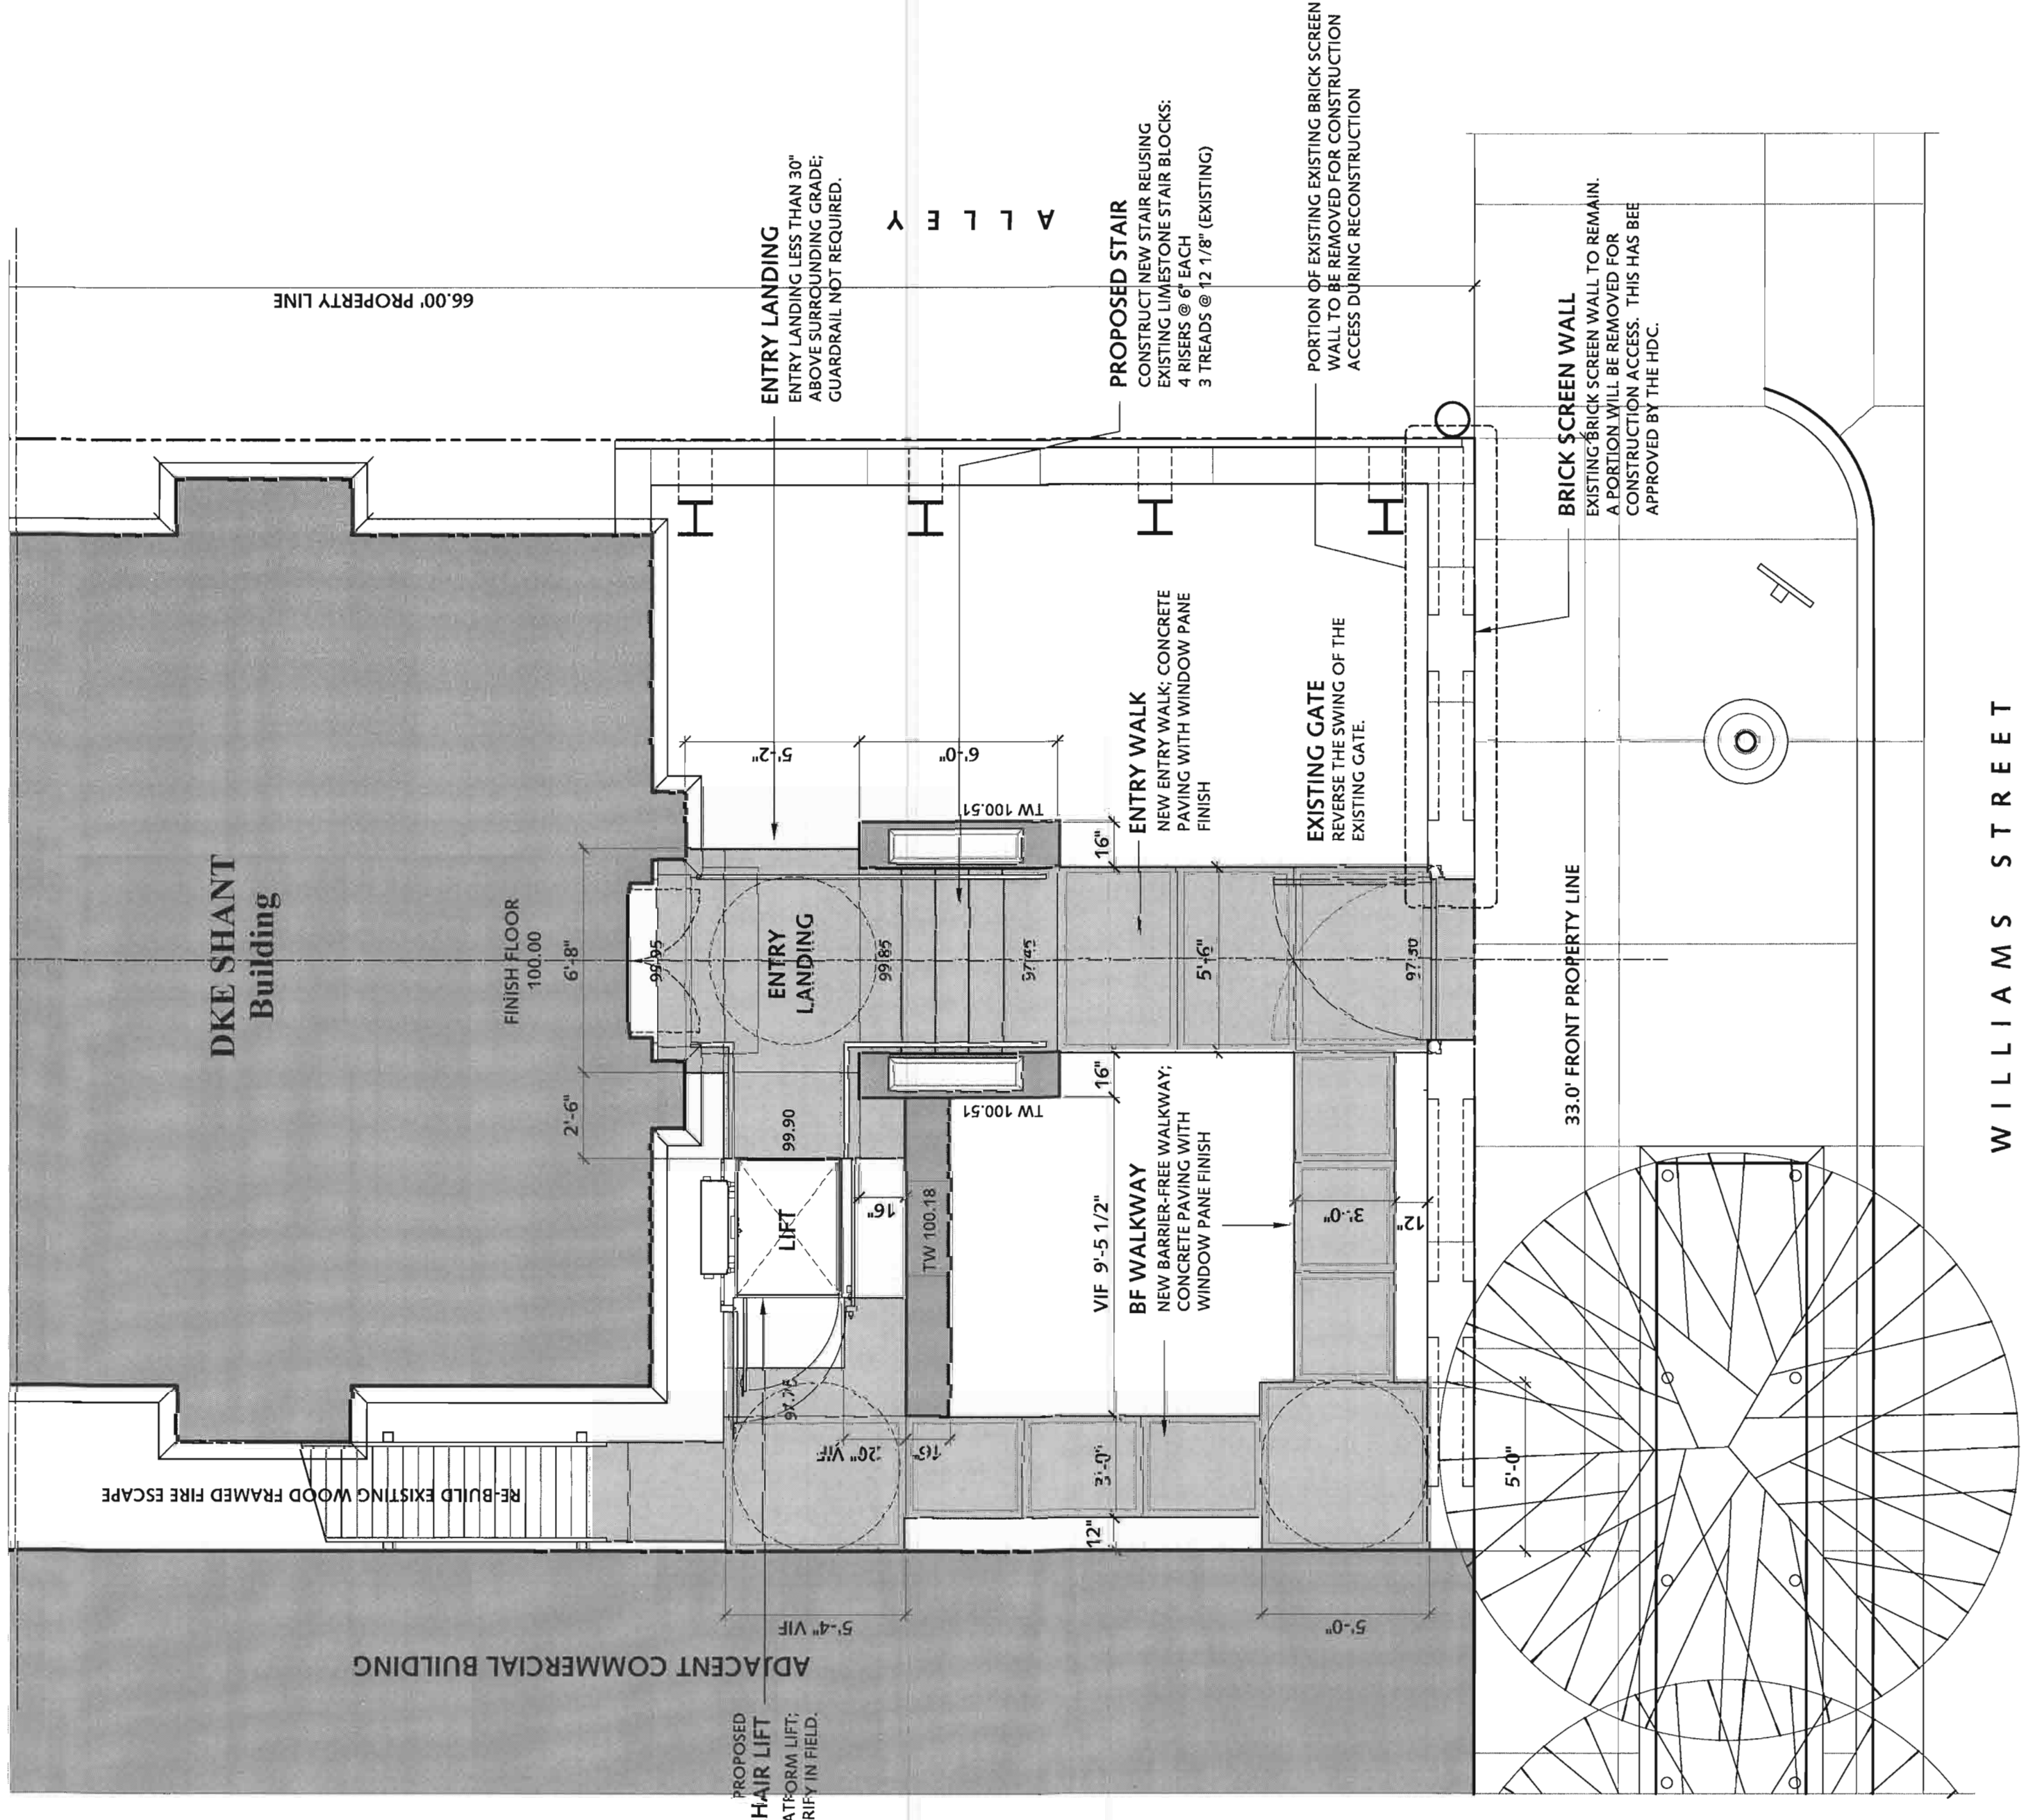 DKE SHANT
Building
FINISH FLOOR
100.00
66.00' PROPERTY LINE
A L L E Y
ENTRY LANDING
ENTRY LANDING LESS THAN 30"
ABOVE SURROUNDING GRADE;
GUARDRAIL NOT REQUIRED.
PROPOSED STAIR
CONSTRUCT NEW STAIR REUSING
EXISTING LIMESTONE STAIR BLOCKS:
4 RISERS @ 6" EACH
3 TREADS @ 12 1/8" (EXISTING)
PORTION OF EXISTING EXISTING BRICK SCREEN
WALL TO BE REMOVED FOR CONSTRUCTION
ACCESS DURING RECONSTRUCTION
BRICK SCREEN WALL
EXISTING BRICK SCREEN WALL TO REMAIN.
A PORTION WILL BE REMOVED FOR
CONSTRUCTION ACCESS. THIS HAS BEE
APPROVED BY THE HDC.
ENTRY WALK
NEW ENTRY WALK; CONCRETE
PAVING WITH WINDOW PANE
FINISH
EXISTING GATE
REVERSE THE SWING OF THE
EXISTING GATE.
5'-2"
6'-0"
TW 100.51
16"
6'-8"
2'-6"
99.95
ENTRY
LANDING
99.85
97.45
5'-6"
97.30
99.90
TW 100.51
16"
LIFT
16"
TW 100.18
VIF 9'-5 1/2"
BF WALKWAY
NEW BARRIER-FREE WALKWAY;
CONCRETE PAVING WITH
WINDOW PANE FINISH
3'-0"
12"
33.0' FRONT PROPERTY LINE
W I L L I A M S S T R E E T
20" VIF
16"
3'-0"
12"
5'-0"
RE-BUILD EXISTING WOOD FRAMED FIRE ESCAPE
5'-4" VIF
5'-0"
ADJACENT COMMERCIAL BUILDING
PROPOSED
HAIR LIFT
ATFORM LIFT;
RIFY IN FIELD.